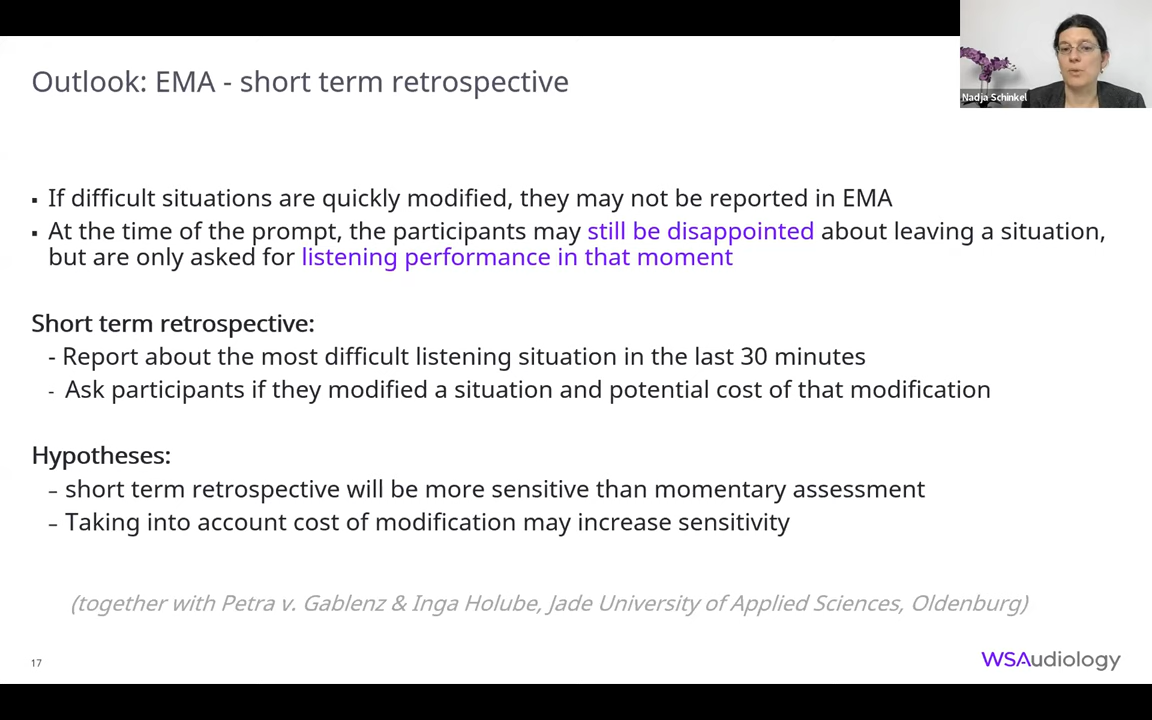 Outlook: EMA - short term retrospective
Nadja Schinkel
▪ If difficult situations are quickly modified, they may not be reported in EMA
▪ At the time of the prompt, the participants may still be disappointed about leaving a situation,
but are only asked for listening performance in that moment
Short term retrospective:
- Report about the most difficult listening situation in the last 30 minutes
- Ask participants if they modified a situation and potential cost of that modification
Hypotheses:
– short term retrospective will be more sensitive than momentary assessment
– Taking into account cost of modification may increase sensitivity
(together with Petra v. Gablenz & Inga Holube, Jade University of Applied Sciences, Oldenburg)
17
WSAudiology